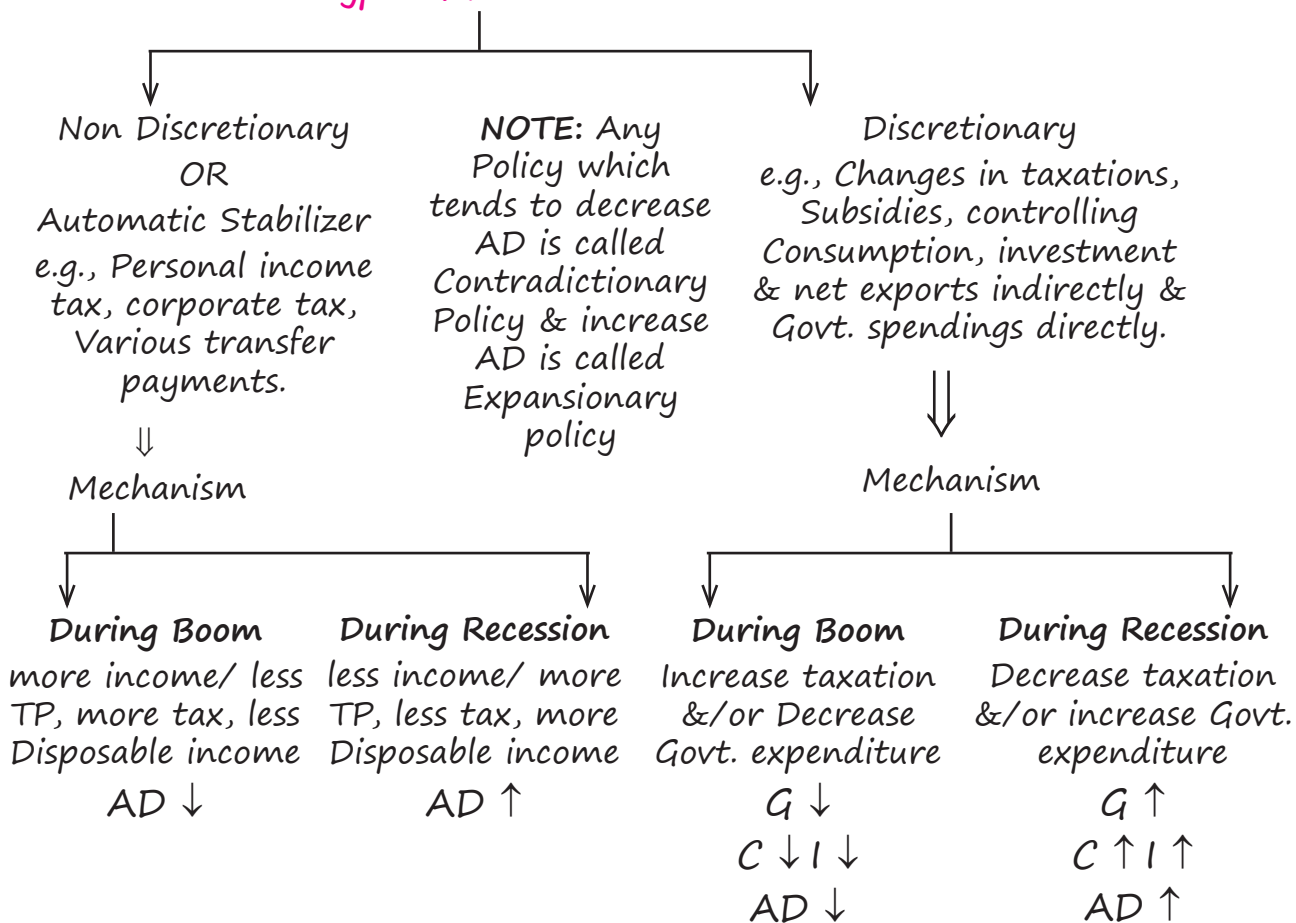 Non Discretionary
OR
Automatic Stabilizer
e.g., Personal income
tax, corporate tax,
Various transfer
payments.
⇓
Mechanism
NOTE: Any
Policy which
tends to decrease
AD is called
Contradictionary
Policy & increase
AD is called
Expansionary
policy
Discretionary
e.g., Changes in taxations,
Subsidies, controlling
Consumption, investment
& net exports indirectly &
Govt. spendings directly.
⇓
Mechanism
During Boom
more income/ less
TP, more tax, less
Disposable income
AD ↓
During Recession
less income/ more
TP, less tax, more
Disposable income
AD ↑
During Boom
Increase taxation
&/or Decrease
Govt. expenditure
G ↓
C ↓ I ↓
AD ↓
During Recession
Decrease taxation
&/or increase Govt.
expenditure
G ↑
C ↑ I ↑
AD ↑